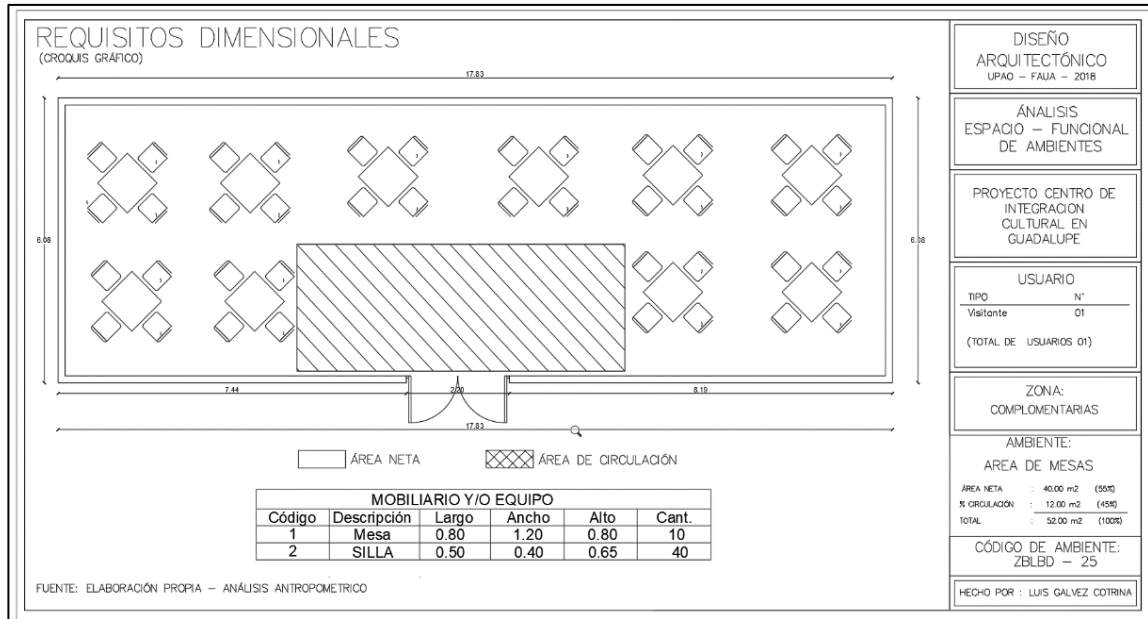 REQUISITOS DIMENSIONALES
(CROQUIS GRÁFICO)
17.83
6.08
6.08
7.44
2.20
8.19
17.83
ÁREA NETA
ÁREA DE CIRCULACIÓN
MOBILIARIO Y/O EQUIPO
Código Descripción Largo Ancho Alto Cant.
1 Mesa 0.80 1.20 0.80 10
2 SILLA 0.50 0.40 0.65 40
FUENTE: ELABORACIÓN PROPIA – ANÁLISIS ANTROPOMETRICO
DISEÑO
ARQUITECTÓNICO
UPAO – FAUA – 2018
ÁNALISIS
ESPACIO – FUNCIONAL
DE AMBIENTES
PROYECTO CENTRO DE
INTEGRACION
CULTURAL EN
GUADALUPE
USUARIO
TIPO N°
Visitante 01
(TOTAL DE USUARIOS 01)
ZONA:
COMPLOMENTARIAS
AMBIENTE:
AREA DE MESAS
ÁREA NETA : 40.00 m2 (55%)
% CIRCULACIÓN : 12.00 m2 (45%)
TOTAL : 52.00 m2 (100%)
CÓDIGO DE AMBIENTE:
ZBLBD – 25
HECHO POR : LUIS GALVEZ COTRINA